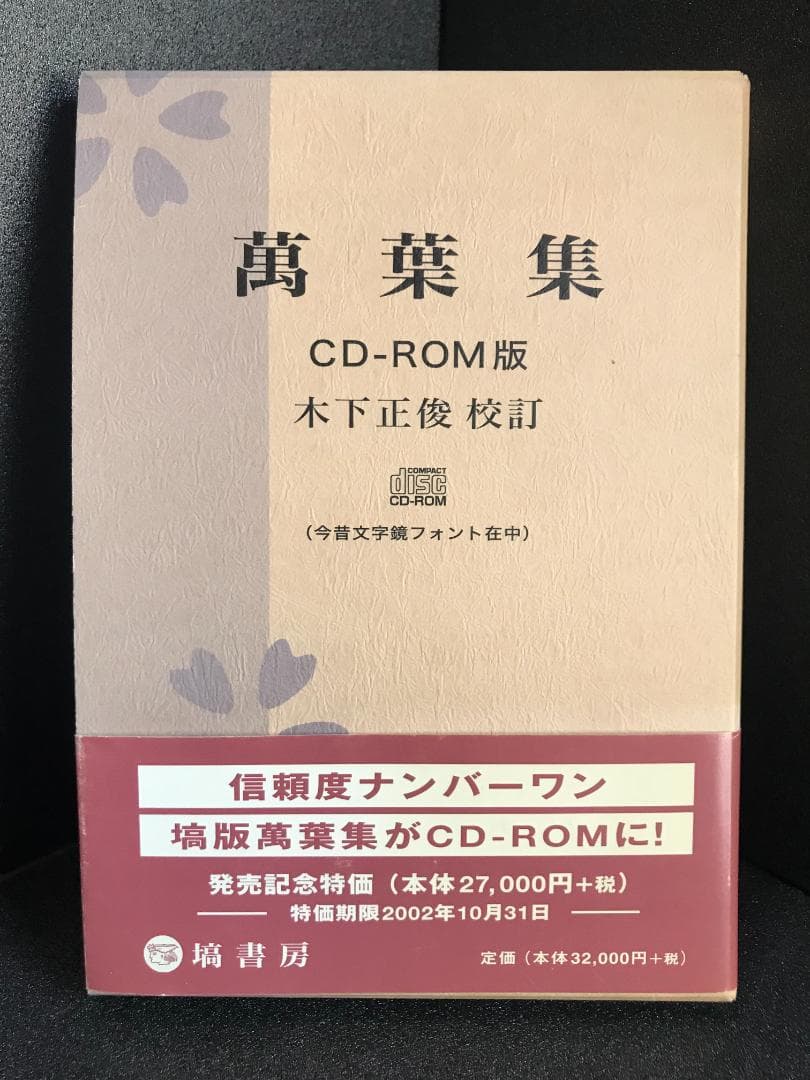 萬葉集
CD-ROM版
木下正俊 校訂
COMPACT
disc
CD-ROM
(今昔文字鏡フォント在中)
信頼度ナンバーワン
塙版萬葉集がCD-ROMに!
発売記念特価(本体27,000円+税)
特価期限2002年10月31日
塙書房
定価(本体32,000円+税)